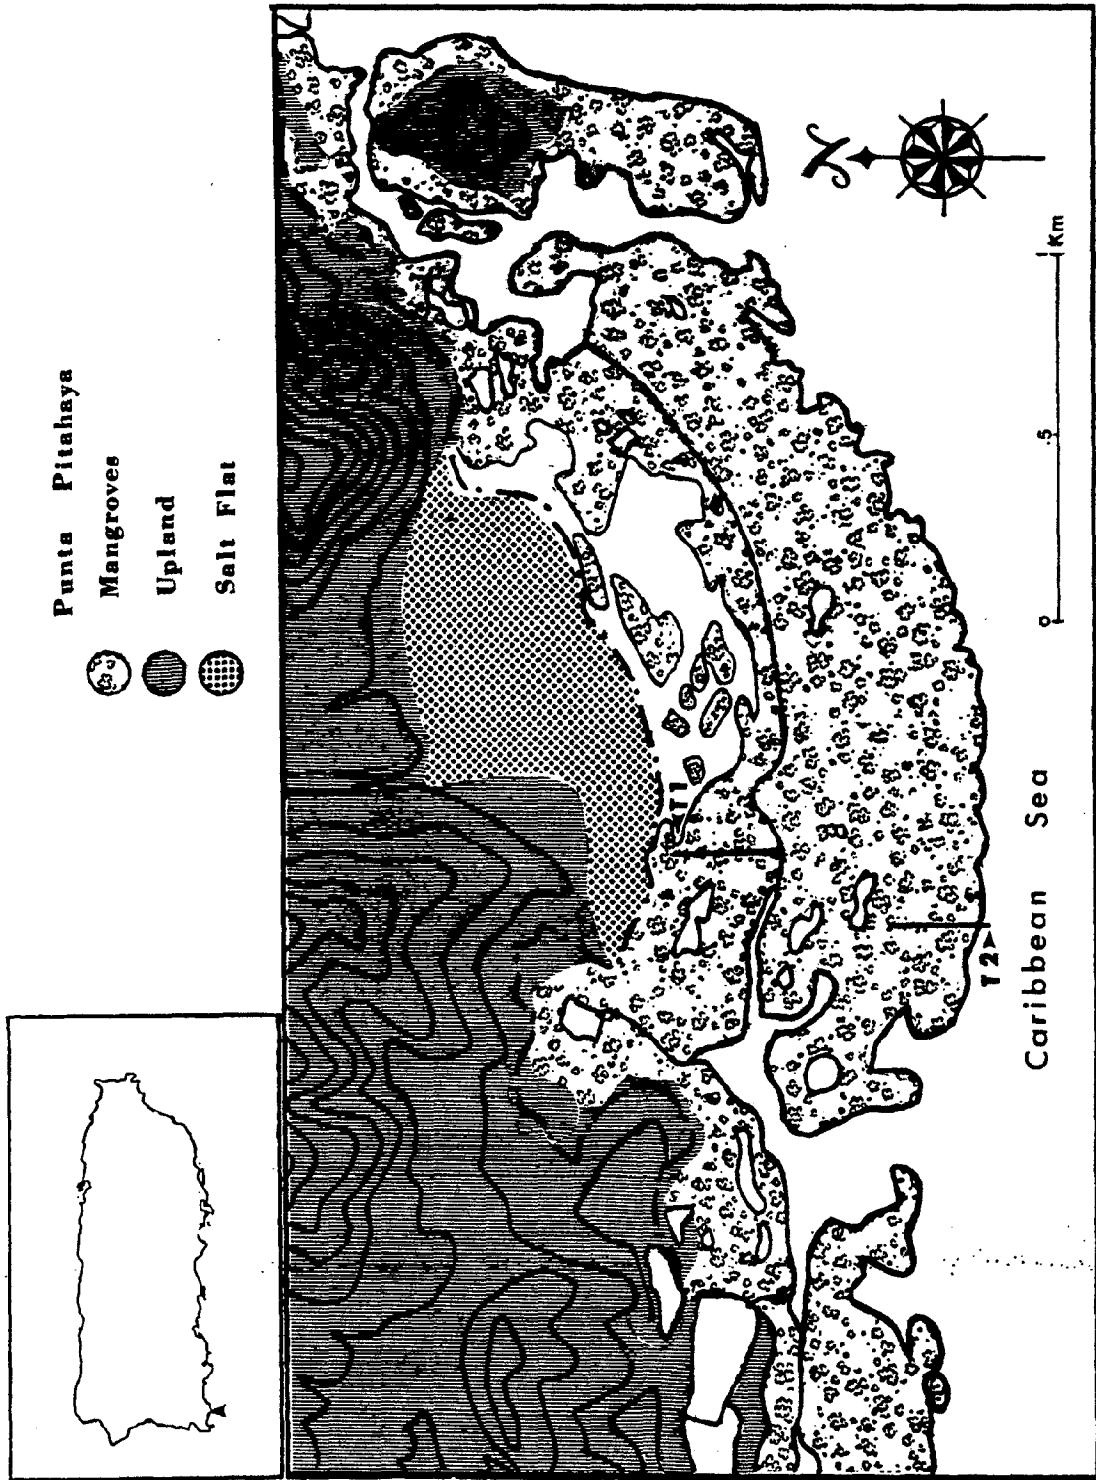 Punta Pitahaya
Mangroves
Upland
Salt Flat
N
T1
T2
Caribbean Sea
0 .5 1 Km